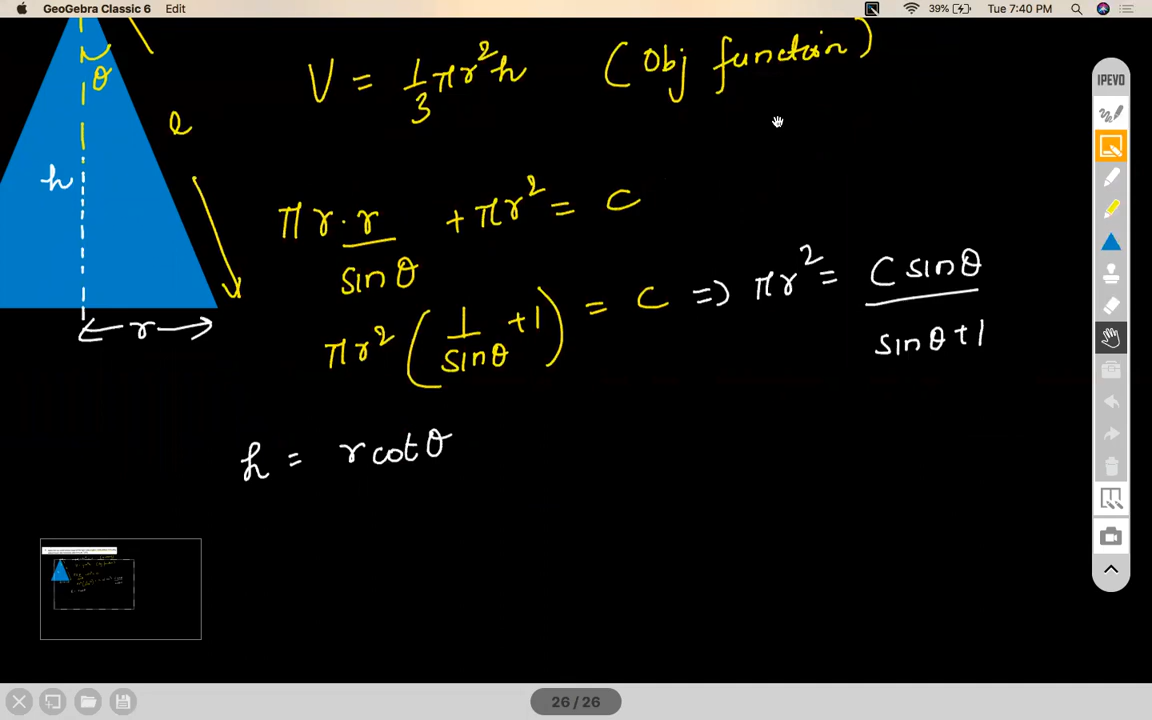 GeoGebra Classic 6 Edit 39% Tue 7:40 PM
θ
V = 1/3 πr²h (Obj function)
IPEVO
l
h
πr·r/sinθ + πr² = C
πr² (1/sinθ + 1) = C => πr² = C sinθ/sinθ+1
r
h = r cotθ
26 / 26